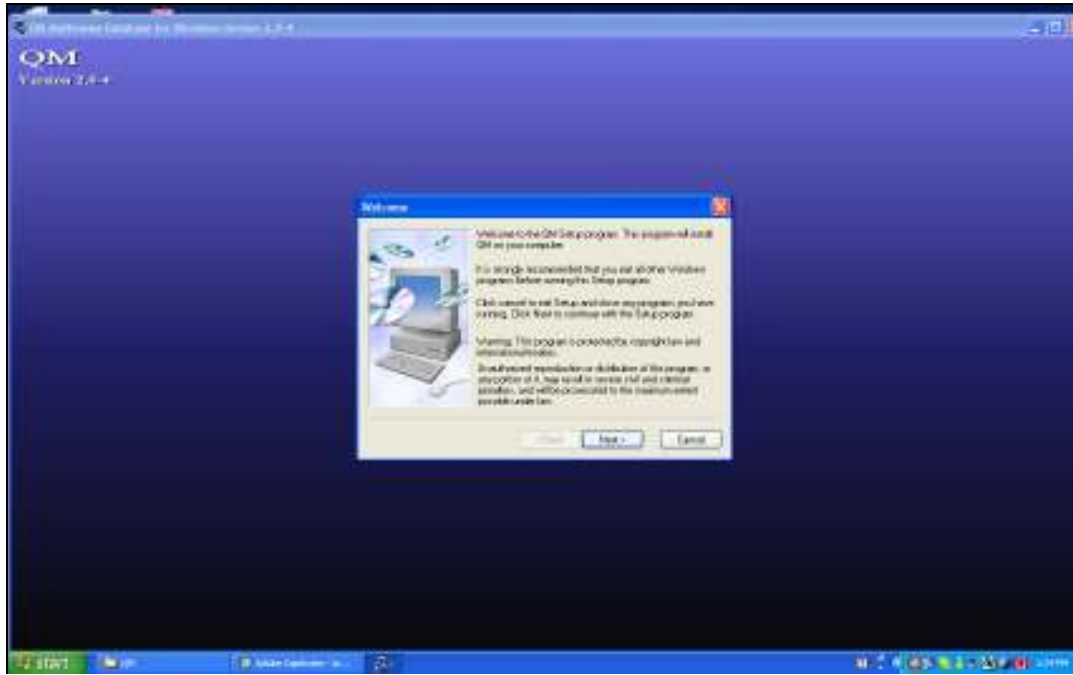 QM
Welcome
Welcome to the QM Setup program. This program will install
QM on your computer.
It is strongly recommended that you exit all other Windows
programs before running this Setup program.
Click cancel to exit Setup and close any programs you have
running. Click Next to continue with the Setup program.
Warning: This program is protected by copyright law and
international treaties.
Unauthorized reproduction or distribution of this program, or
any portion of it, may result in severe civil and criminal
penalties, and will be prosecuted to the maximum extent
possible under law.
Next > Cancel
start